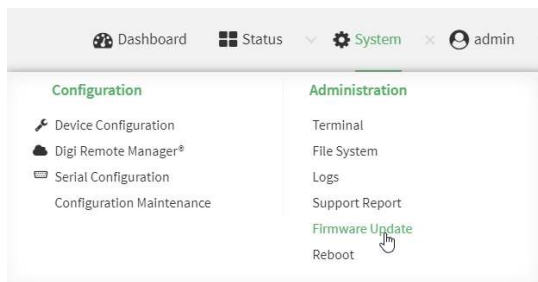 Dashboard Status System admin
Configuration
Device Configuration
Digi Remote Manager®
Serial Configuration
Configuration Maintenance
Administration
Terminal
File System
Logs
Support Report
Firmware Update
Reboot